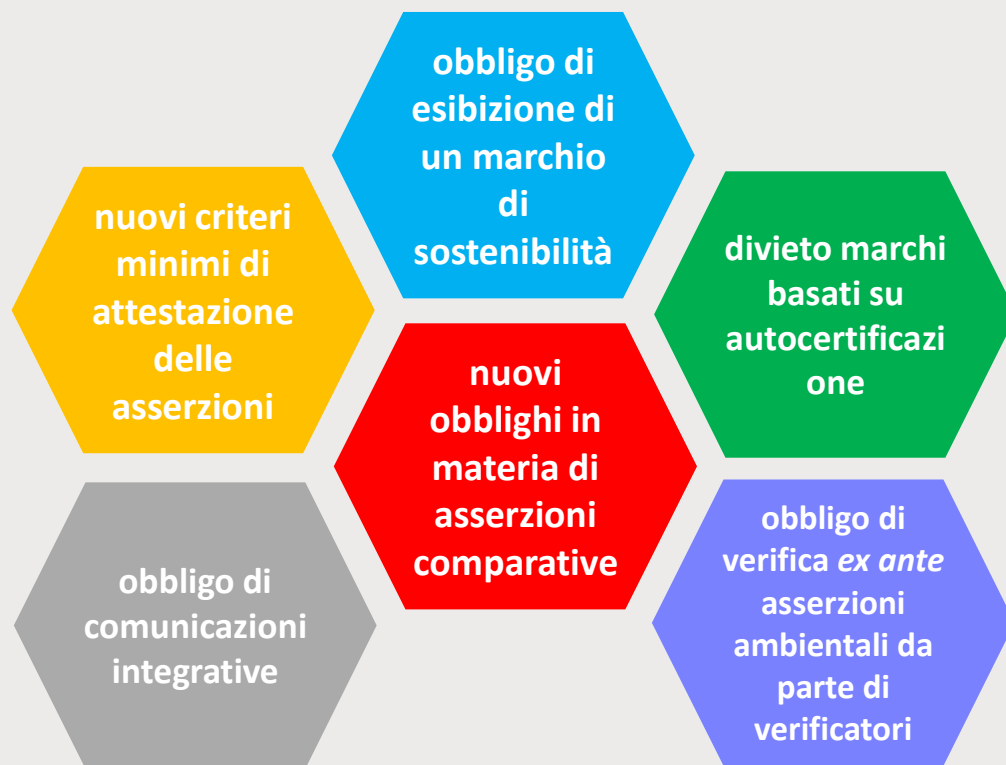 obbligo di
esibizione di
un marchio
di
sostenibilità
nuovi criteri
minimi di
attestazione
delle
asserzioni
divieto marchi
basati su
autocertificazi
one
nuovi
obblighi in
materia di
asserzioni
comparative
obbligo di
comunicazioni
integrative
obbligo di
verifica ex ante
asserzioni
ambientali da
parte di
verificatori